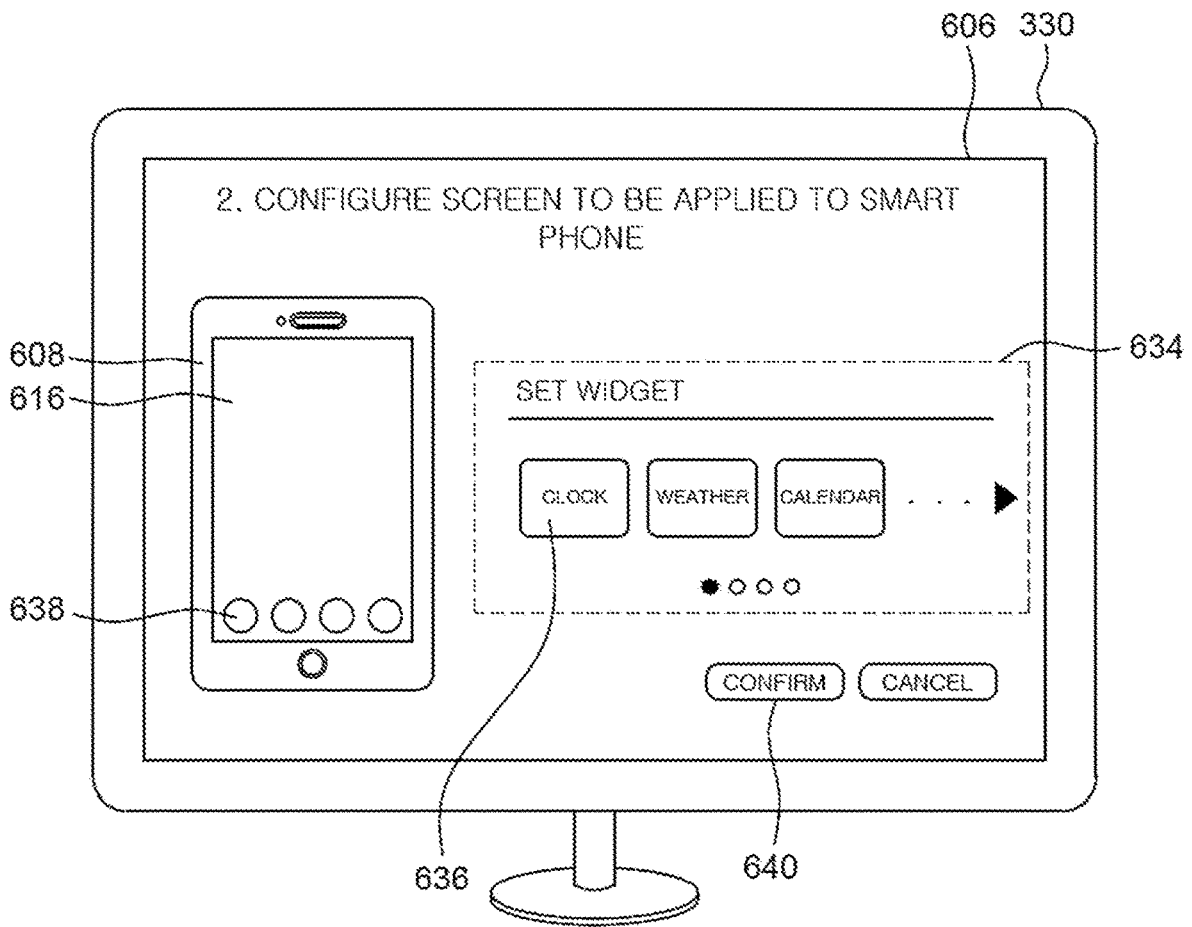 606 330
2. CONFIGURE SCREEN TO BE APPLIED TO SMART
PHONE
608
616
634
SET WIDGET
CLOCK WEATHER CALENDAR . . .
638
CONFIRM CANCEL
636
640